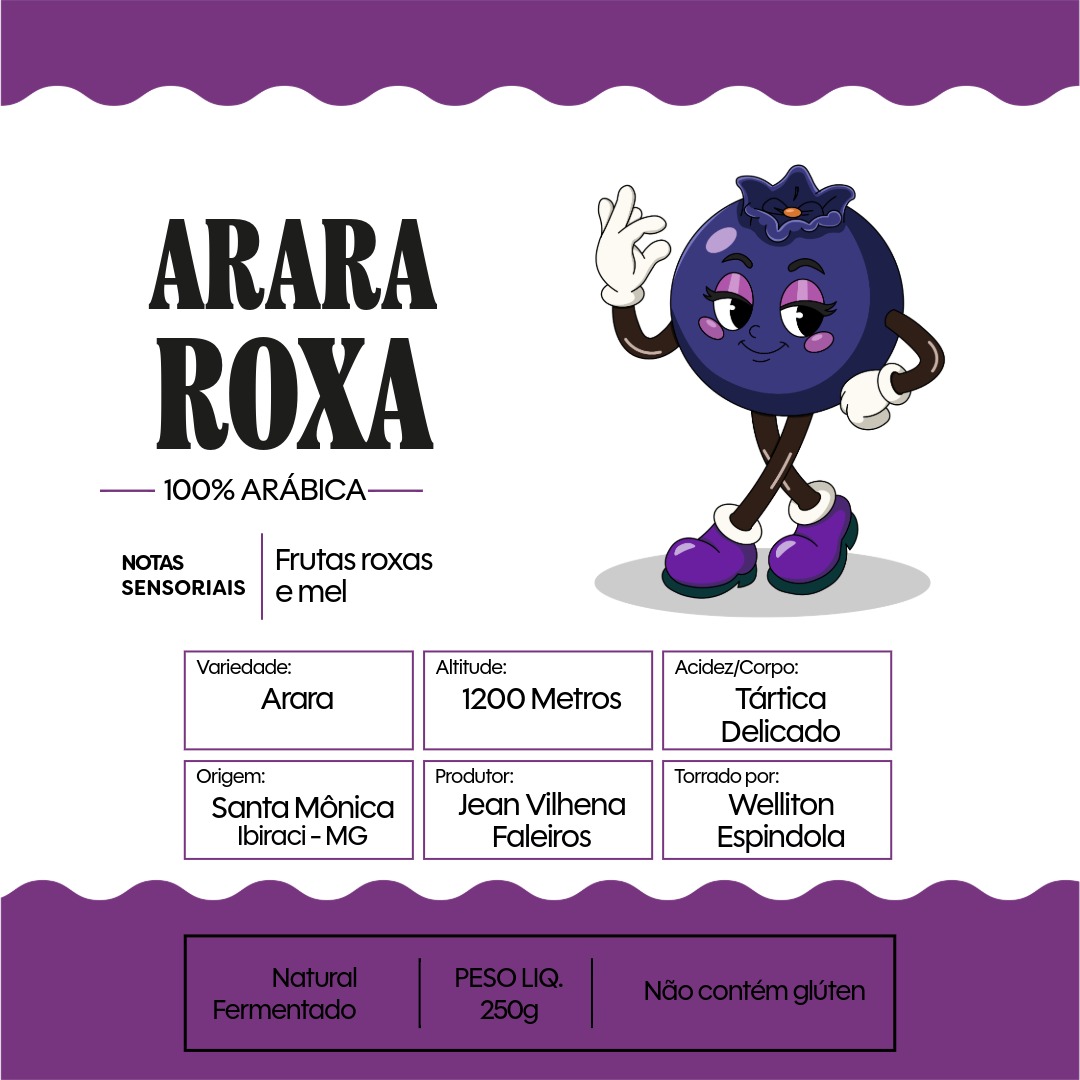 ARARA
ROXA
100% ARÁBICA
NOTAS
SENSORIAIS
Frutas roxas
e mel
Variedade:
Arara
Altitude:
1200 Metros
Acidez/Corpo:
Tártica
Delicado
Origem:
Santa Mônica
Ibiraci - MG
Produtor:
Jean Vilhena
Faleiros
Torrado por:
Welliton
Espindola
Natural
Fermentado
PESO LIQ.
250g
Não contém glúten